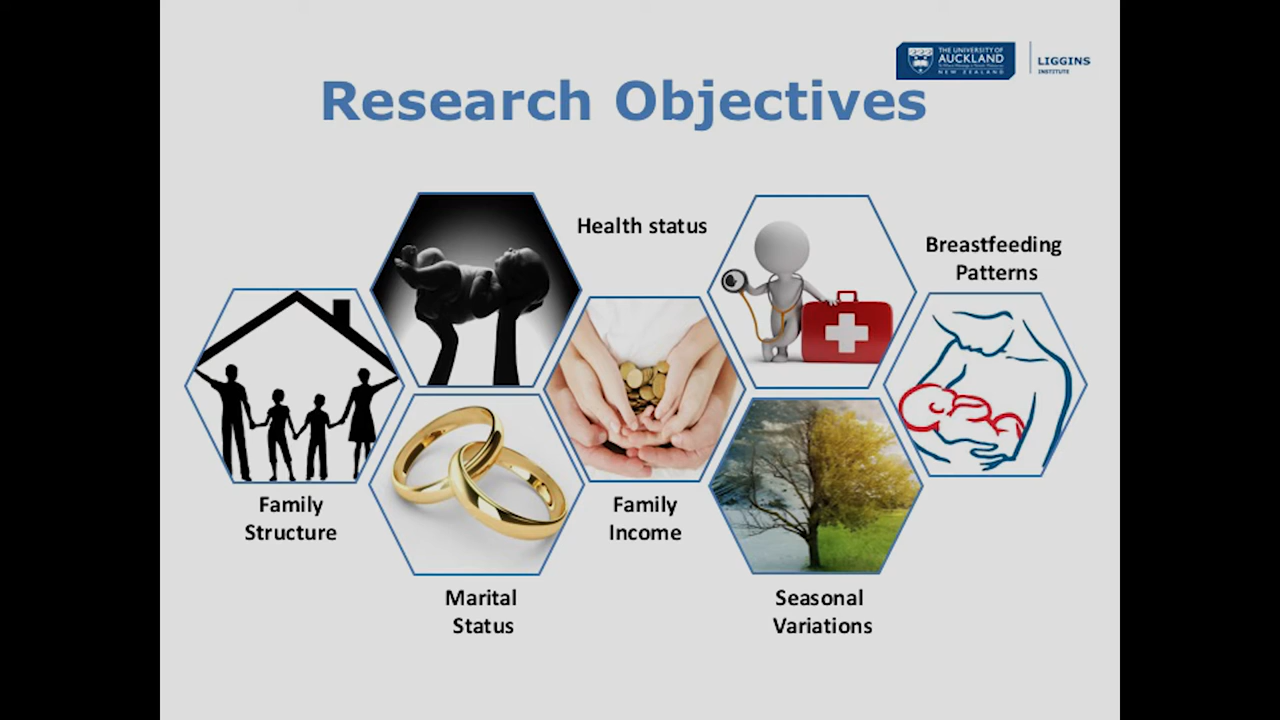 THE UNIVERSITY OF
AUCKLAND
NEW ZEALAND
LIGGINS
INSTITUTE
Research Objectives
Health status
Breastfeeding
Patterns
Family
Structure
Family
Income
Marital
Status
Seasonal
Variations